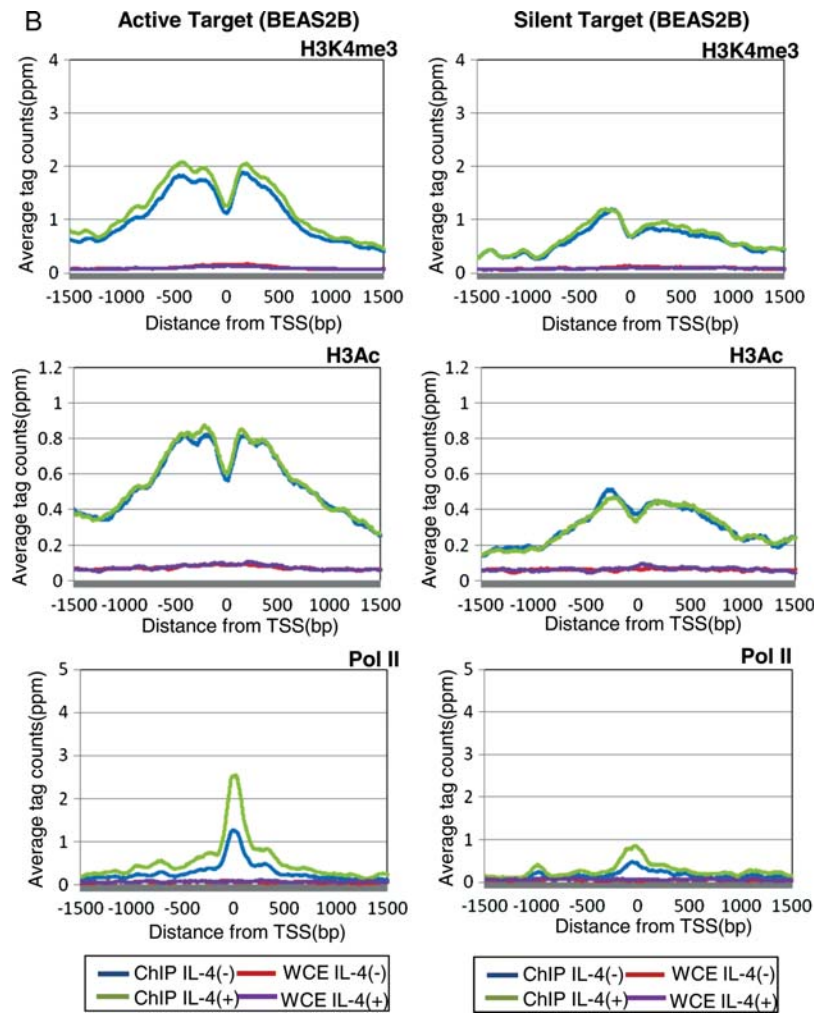 B
Active Target (BEAS2B)
Silent Target (BEAS2B)
H3K4me3
Average tag counts(ppm)
4
3
2
1
0
-1500 -1000 -500 0 500 1000 1500
Distance from TSS(bp)
H3K4me3
Average tag counts(ppm)
4
3
2
1
0
-1500 -1000 -500 0 500 1000 1500
Distance from TSS(bp)
H3Ac
Average tag counts(ppm)
1.2
1
0.8
0.6
0.4
0.2
0
-1500 -1000 -500 0 500 1000 1500
Distance from TSS(bp)
H3Ac
Average tag counts(ppm)
1.2
1
0.8
0.6
0.4
0.2
0
-1500 -1000 -500 0 500 1000 1500
Distance from TSS(bp)
Pol II
Average tag counts(ppm)
5
4
3
2
1
0
-1500 -1000 -500 0 500 1000 1500
Distance from TSS(bp)
Pol II
Average tag counts(ppm)
5
4
3
2
1
0
-1500 -1000 -500 0 500 1000 1500
Distance from TSS(bp)
ChIP IL-4(-) WCE IL-4(-)
ChIP IL-4(+) WCE IL-4(+)
ChIP IL-4(-) WCE IL-4(-)
ChIP IL-4(+) WCE IL-4(+)